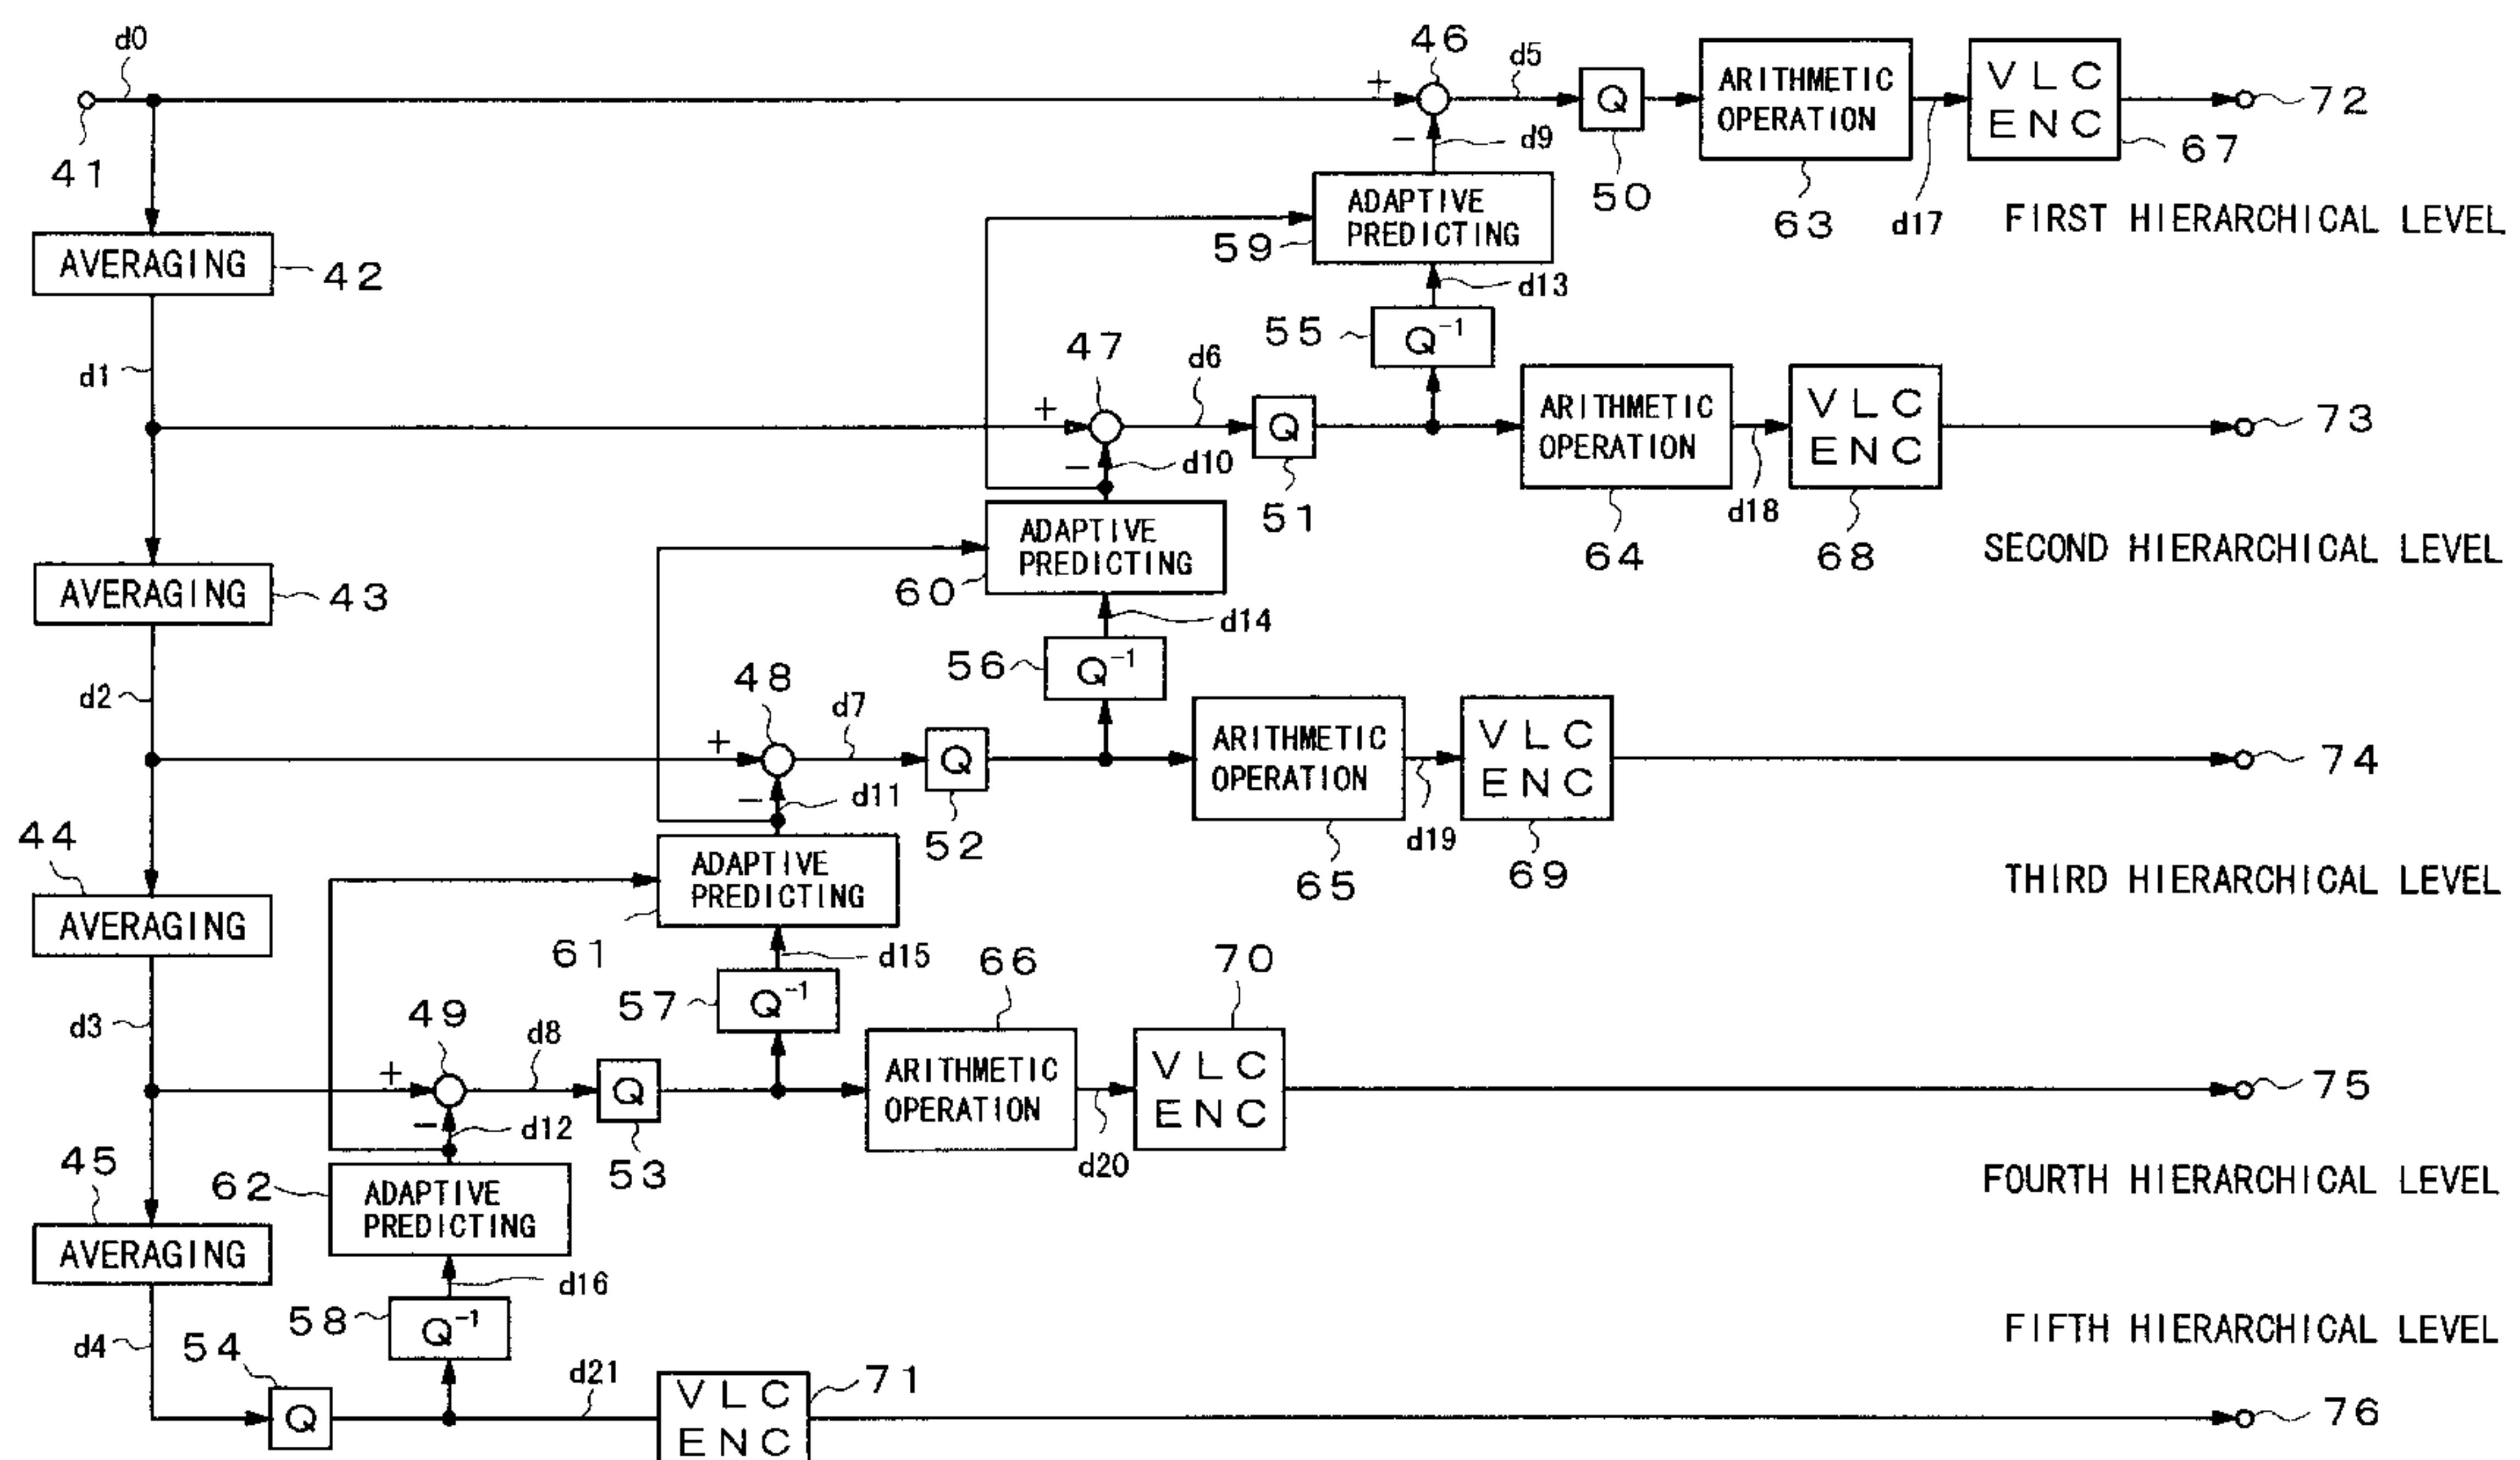 d0
46
d5
+
Q
ARITHMETIC
OPERATION
VLC
ENC
72
41
−
d9
50
63
d17
67
FIRST HIERARCHICAL LEVEL
ADAPTIVE
PREDICTING
59
AVERAGING
42
d13
55
Q-1
47
d6
d1
+
Q
ARITHMETIC
OPERATION
VLC
ENC
73
−
d10
51
64
d18
68
SECOND HIERARCHICAL LEVEL
ADAPTIVE
PREDICTING
60
AVERAGING
43
d14
56
Q-1
48
d7
d2
+
Q
ARITHMETIC
OPERATION
VLC
ENC
74
−
d11
52
65
d19
69
THIRD HIERARCHICAL LEVEL
44
ADAPTIVE
PREDICTING
AVERAGING
61
d15
66
70
57
Q-1
49
d8
d3
+
Q
ARITHMETIC
OPERATION
VLC
ENC
75
−
d12
53
d20
FOURTH HIERARCHICAL LEVEL
45
62
ADAPTIVE
PREDICTING
AVERAGING
d16
58
Q-1
FIFTH HIERARCHICAL LEVEL
d4
54
Q
d21
VLC
ENC
71
76